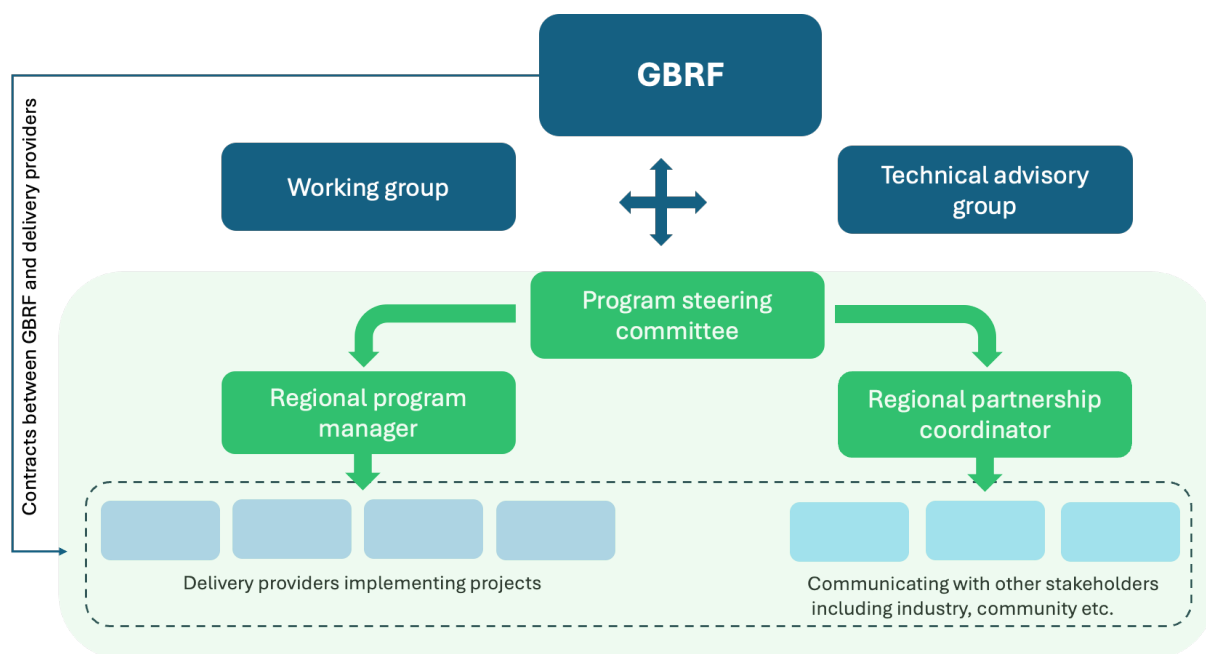 GBRF
Contracts between GBRF and delivery providers
Working group
Technical advisory
group
Program steering
committee
Regional program
manager
Regional partnership
coordinator
Delivery providers implementing projects
Communicating with other stakeholders
including industry, community etc.